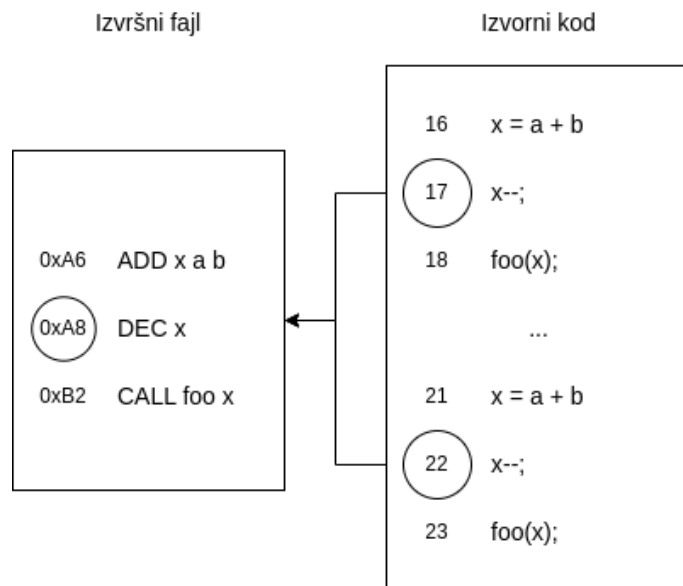 Izvršni fajl
Izvorni kod
0xA6 ADD x a b
0xA8 DEC x
0xB2 CALL foo x
16 x = a + b
17 x--;
18 foo(x);
...
21 x = a + b
22 x--;
23 foo(x);